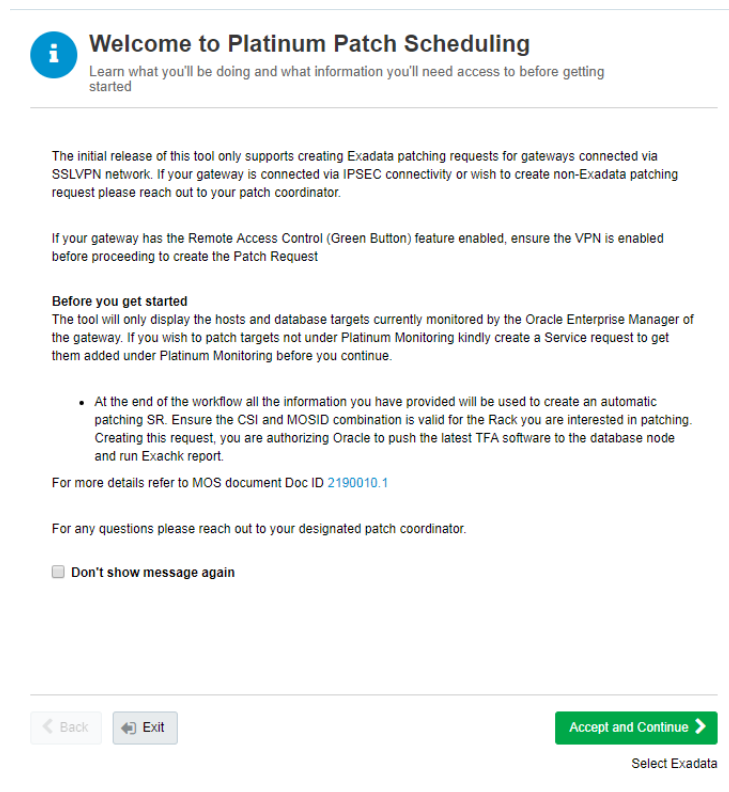 Welcome to Platinum Patch Scheduling
Learn what you'll be doing and what information you'll need access to before getting
started
The initial release of this tool only supports creating Exadata patching requests for gateways connected via
SSLVPN network. If your gateway is connected via IPSEC connectivity or wish to create non-Exadata patching
request please reach out to your patch coordinator.
If your gateway has the Remote Access Control (Green Button) feature enabled, ensure the VPN is enabled
before proceeding to create the Patch Request
Before you get started
The tool will only display the hosts and database targets currently monitored by the Oracle Enterprise Manager of
the gateway. If you wish to patch targets not under Platinum Monitoring kindly create a Service request to get
them added under Platinum Monitoring before you continue.
• At the end of the workflow all the information you have provided will be used to create an automatic
patching SR. Ensure the CSI and MOSID combination is valid for the Rack you are interested in patching.
Creating this request, you are authorizing Oracle to push the latest TFA software to the database node
and run Exachk report.
For more details refer to MOS document Doc ID 2190010.1
For any questions please reach out to your designated patch coordinator.
Don't show message again
Back Exit Accept and Continue
Select Exadata